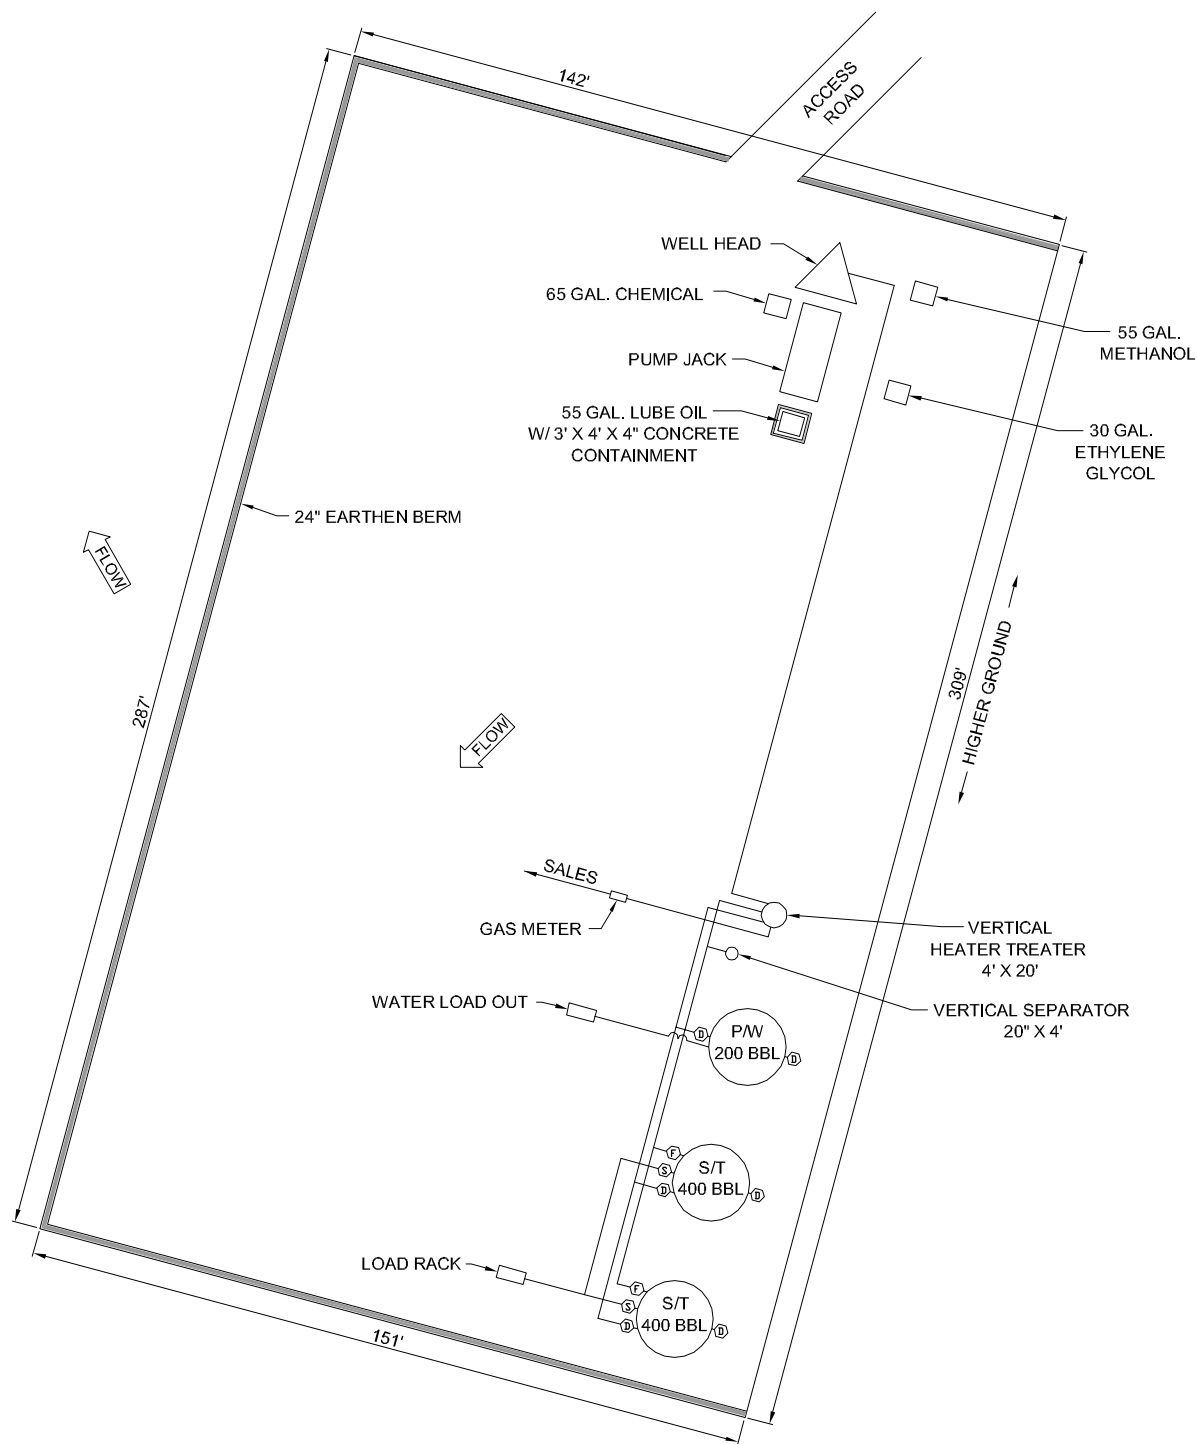 142'
ACCESS
ROAD
WELL HEAD
65 GAL. CHEMICAL
55 GAL.
METHANOL
PUMP JACK
55 GAL. LUBE OIL
W/ 3' X 4' X 4" CONCRETE
CONTAINMENT
30 GAL.
ETHYLENE
GLYCOL
24" EARTHEN BERM
FLOW
287'
FLOW
309'
HIGHER GROUND
SALES
GAS METER
VERTICAL
HEATER TREATER
4' X 20'
WATER LOAD OUT
VERTICAL SEPARATOR
20" X 4'
D
P/W
200 BBL
D
F
S
D
S/T
400 BBL
D
LOAD RACK
F
S
D
S/T
400 BBL
D
151'